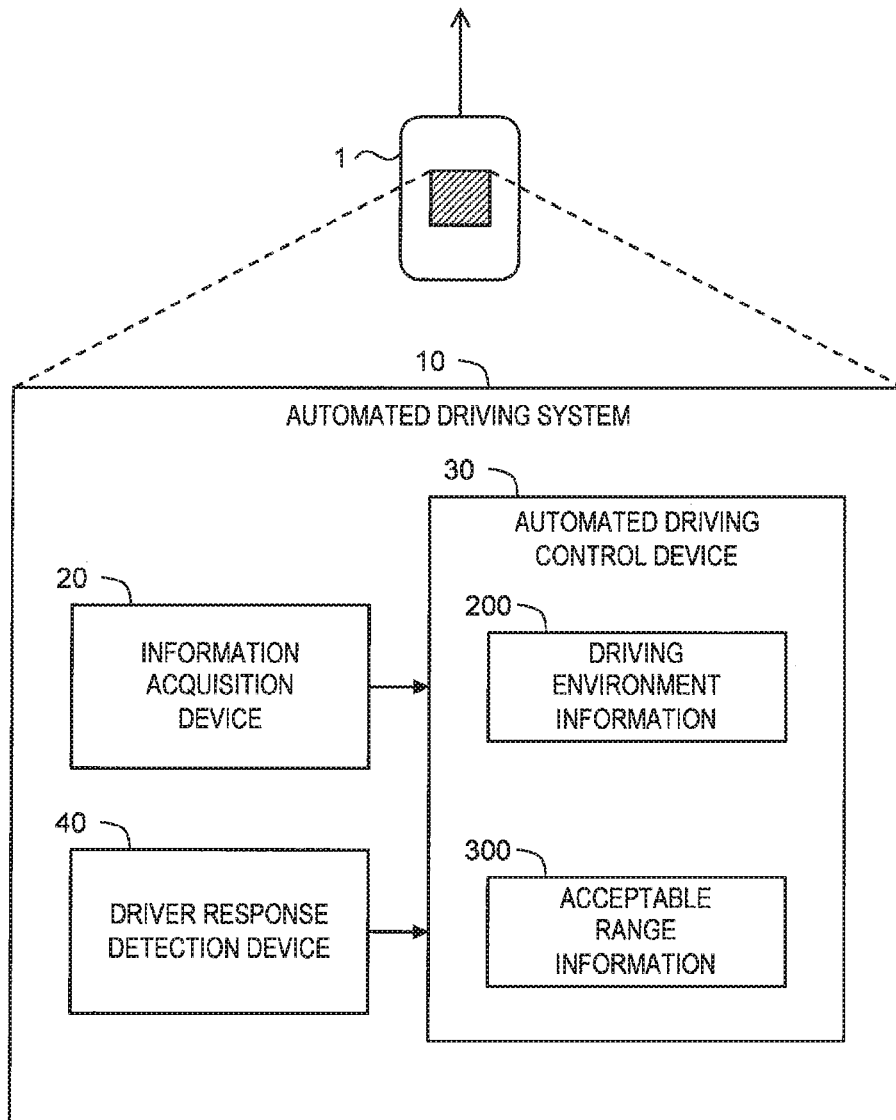 1
10
AUTOMATED DRIVING SYSTEM
30
AUTOMATED DRIVING
CONTROL DEVICE
20
INFORMATION
ACQUISITION
DEVICE
200
DRIVING
ENVIRONMENT
INFORMATION
40
DRIVER RESPONSE
DETECTION DEVICE
300
ACCEPTABLE
RANGE
INFORMATION